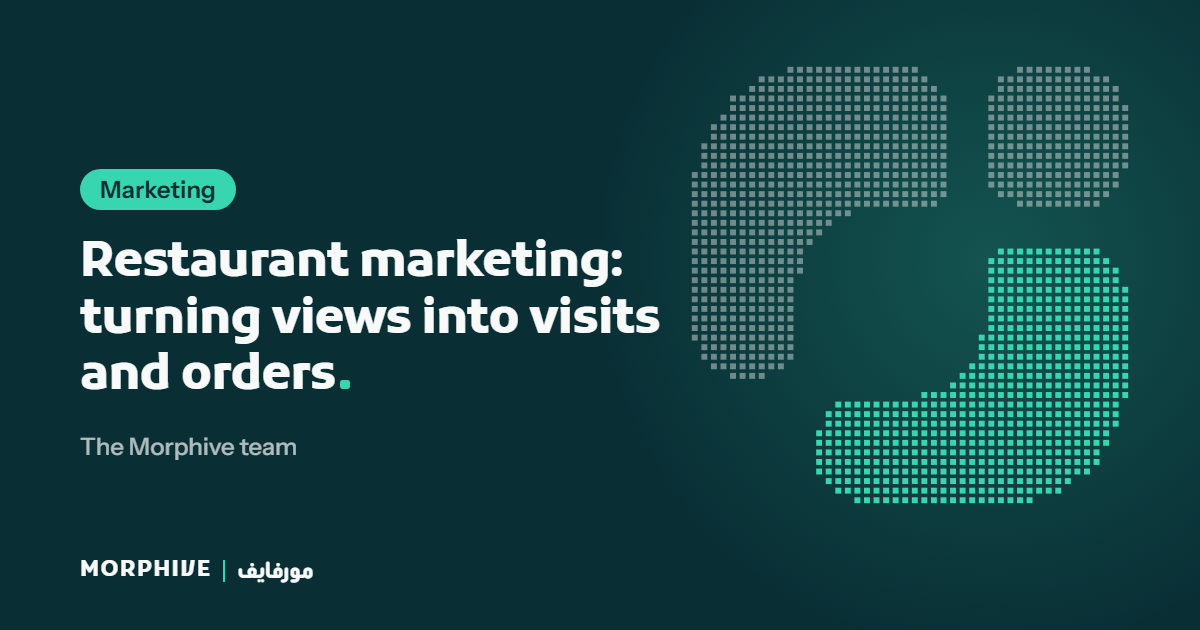 Marketing
Restaurant marketing:
turning views into visits
and orders.
The Morphive team
MORPHIVE | مورفايف